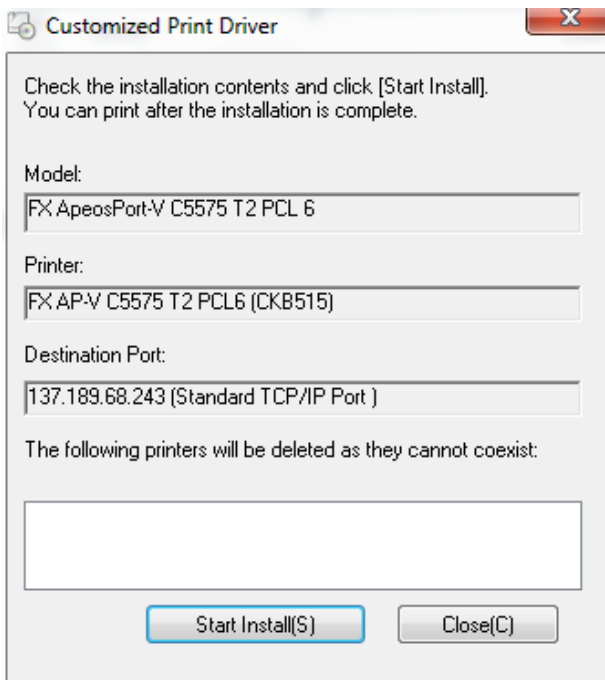 Customized Print Driver
Check the installation contents and click [Start Install].
You can print after the installation is complete.
Model:
FX ApeosPort-V C5575 T2 PCL 6
Printer:
FX AP-V C5575 T2 PCL6 (CKB515)
Destination Port:
137.189.68.243 (Standard TCP/IP Port )
The following printers will be deleted as they cannot coexist:
Start Install(S)
Close(C)